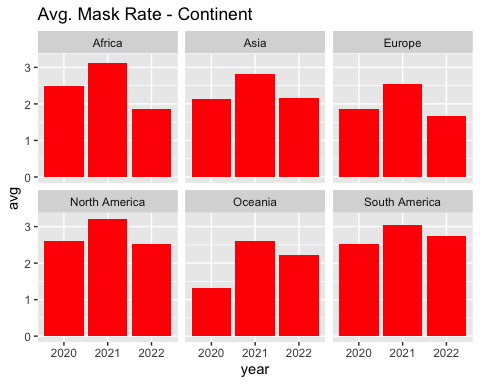 Avg. Mask Rate - Continent
Africa Asia Europe
3
2
1
0
North America Oceania South America
3
2
1
0
avg
2020 2021 2022 2020 2021 2022 2020 2021 2022
year